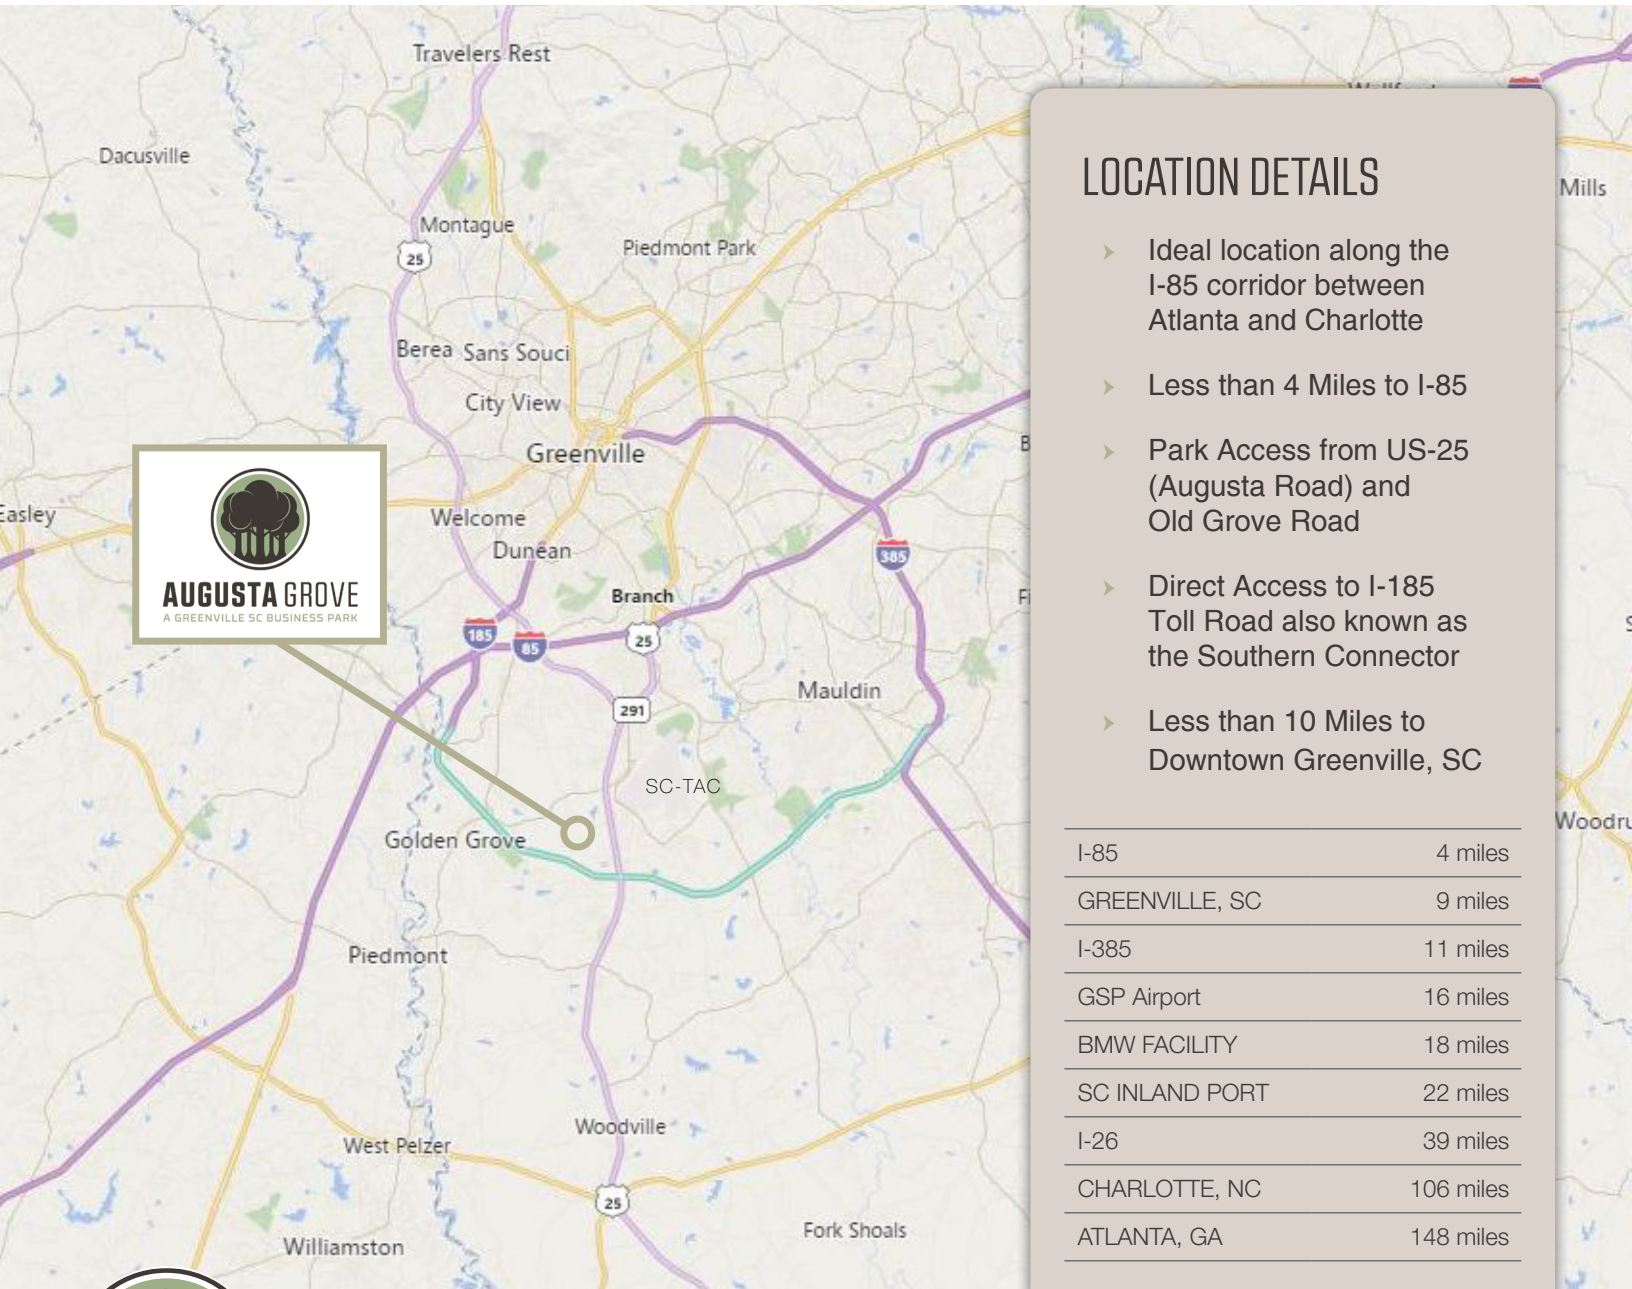 Travelers Rest
Dacusville
Montague
25
Piedmont Park
Berea
Sans Souci
City View
Greenville
Easley
Welcome
Dunean
Branch
385
185
85
25
291
Mauldin
SC-TAC
Golden Grove
Piedmont
Woodville
West Pelzer
25
Fork Shoals
Williamston
Mills
AUGUSTA GROVE
A GREENVILLE SC BUSINESS PARK
LOCATION DETAILS
Ideal location along the
I-85 corridor between
Atlanta and Charlotte
Less than 4 Miles to I-85
Park Access from US-25
(Augusta Road) and
Old Grove Road
Direct Access to I-185
Toll Road also known as
the Southern Connector
Less than 10 Miles to
Downtown Greenville, SC
I-85 4 miles
GREENVILLE, SC 9 miles
I-385 11 miles
GSP Airport 16 miles
BMW FACILITY 18 miles
SC INLAND PORT 22 miles
I-26 39 miles
CHARLOTTE, NC 106 miles
ATLANTA, GA 148 miles